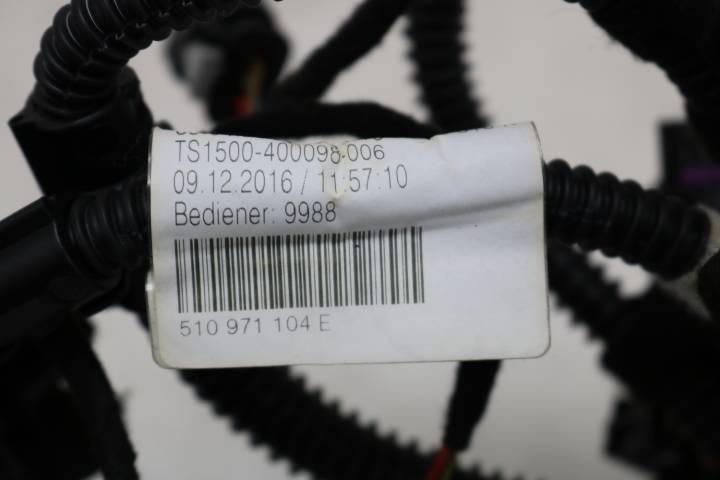 TS1500-400098-006
09.12.2016 / 11:57:10
Bediener: 9988
510 971 104 E